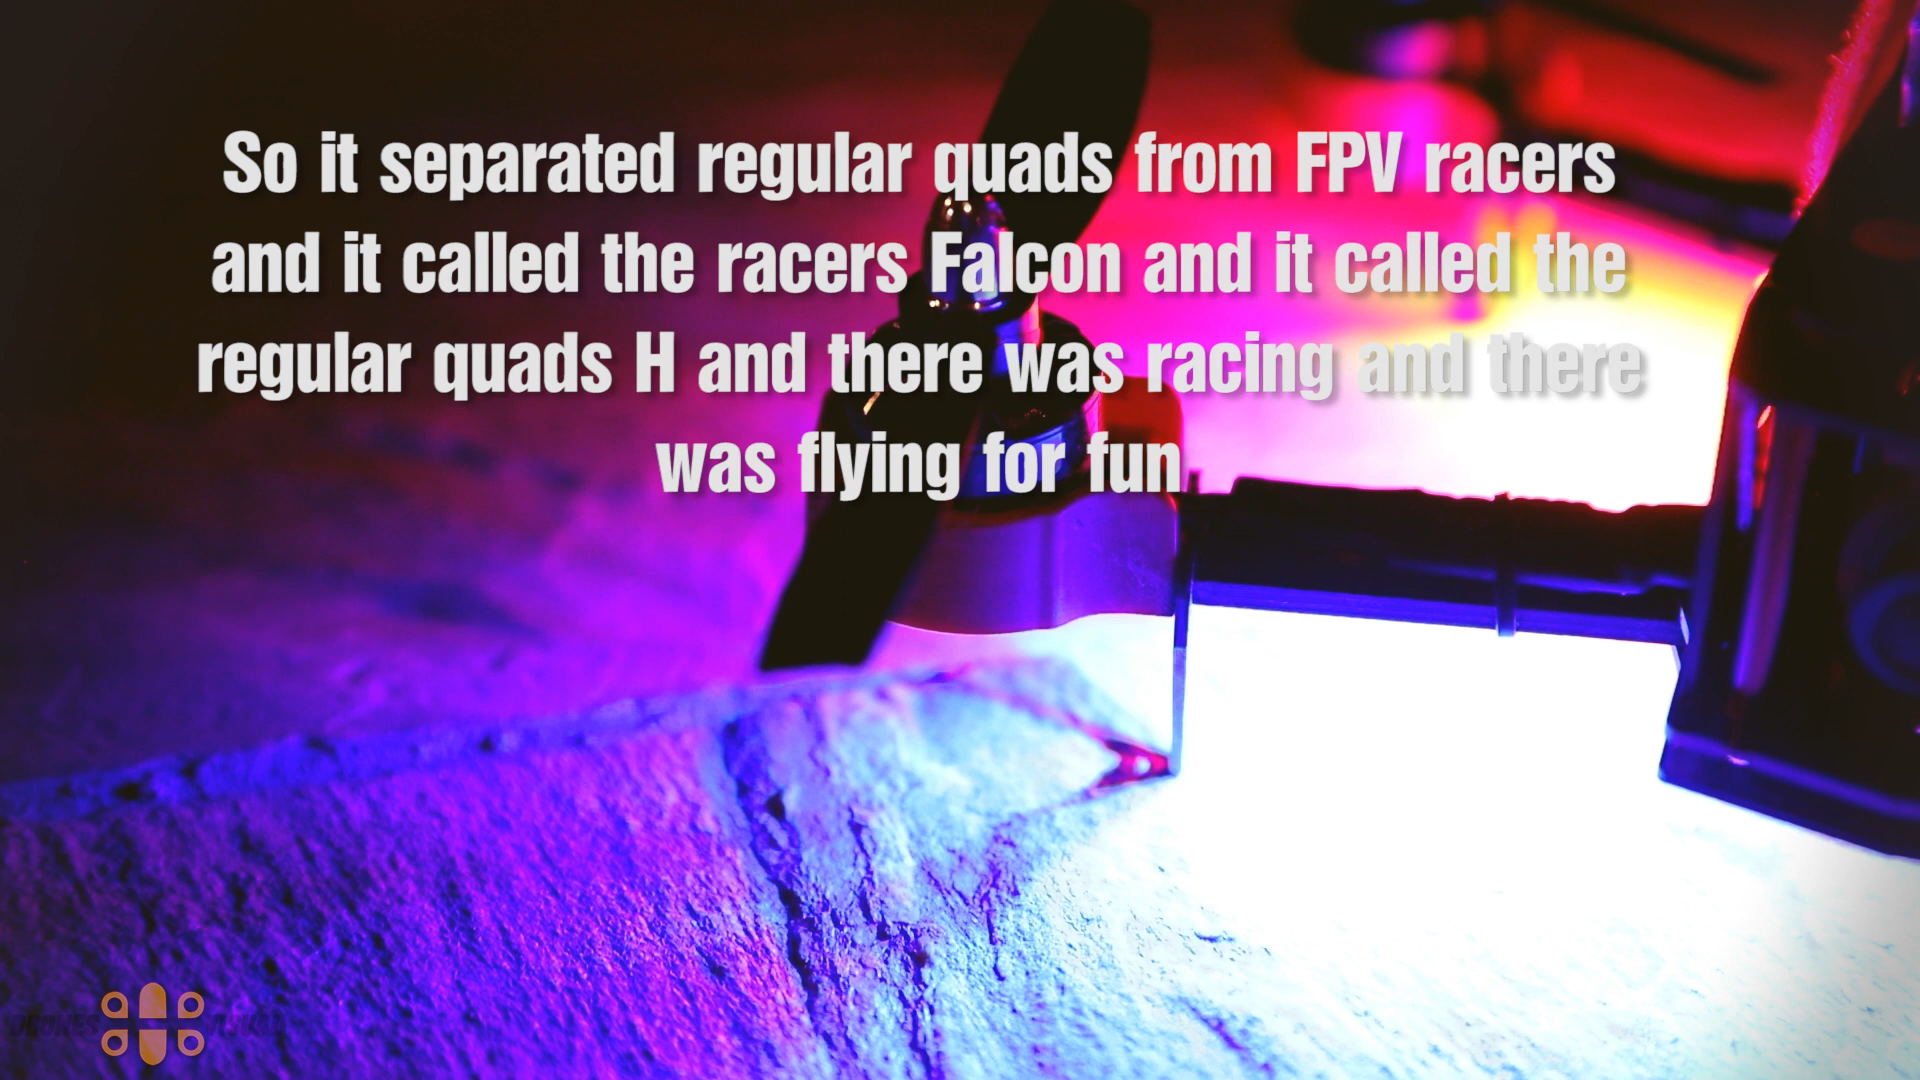 So it separated regular quads from FPV racers
and it called the racers Falcon and it called the
regular quads H and there was racing and there
was flying for fun